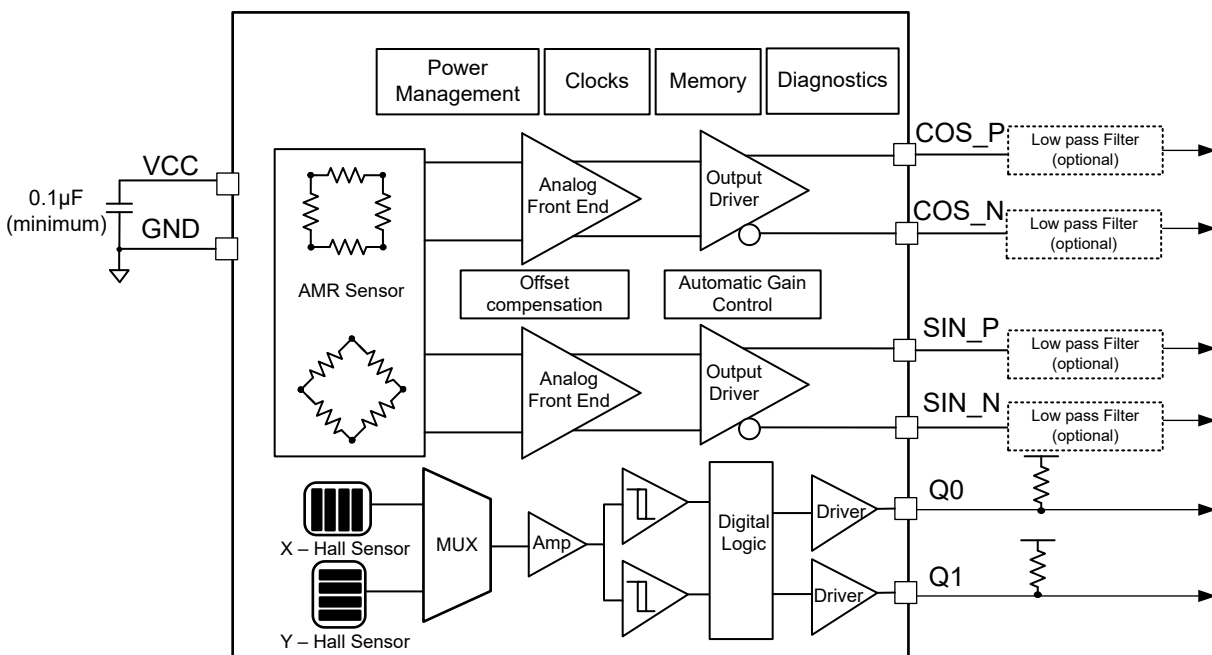 Power
Management
Clocks
Memory
Diagnostics
VCC
0.1µF
(minimum)
GND
AMR Sensor
Analog
Front End
Output
Driver
COS_P
Low pass Filter
(optional)
COS_N
Low pass Filter
(optional)
Offset
compensation
Automatic Gain
Control
Analog
Front End
Output
Driver
SIN_P
Low pass Filter
(optional)
SIN_N
Low pass Filter
(optional)
X – Hall Sensor
Y – Hall Sensor
MUX
Amp
Digital
Logic
Driver
Q0
Driver
Q1